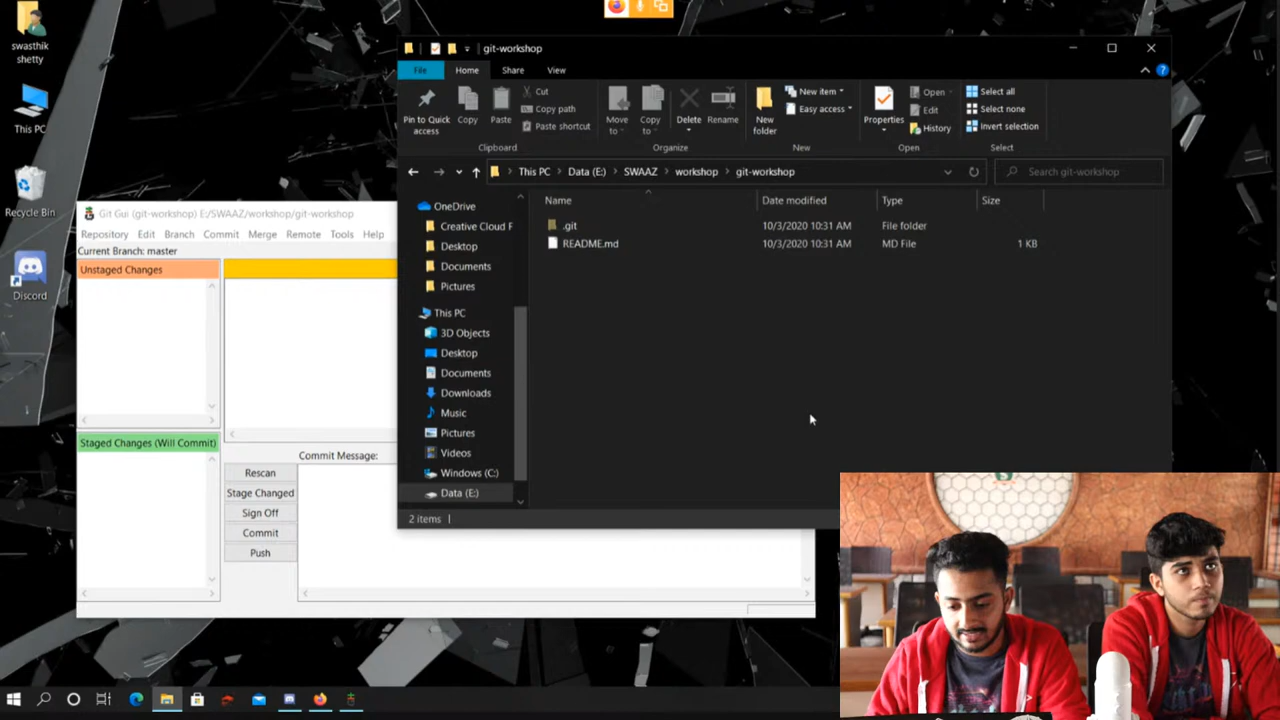 swasthik
shetty
This PC
Recycle Bin
Discord
Git Gui (git-workshop) E:/SWAAZ/workshop/git-workshop
Repository Edit Branch Commit Merge Remote Tools Help
Current Branch: master
Unstaged Changes
Staged Changes (Will Commit)
Commit Message:
Rescan
Stage Changed
Sign Off
Commit
Push
git-workshop
File Home Share View
Pin to Quick
access
Copy
Paste
Cut
Copy path
Paste shortcut
Clipboard
Move
to
Copy
to
Delete
Rename
Organize
New
folder
New item
Easy access
New
Properties
Open
Edit
History
Open
Select all
Select none
Invert selection
Select
This PC > Data (E:) > SWAAZ > workshop > git-workshop
Search git-workshop
OneDrive
Creative Cloud F
Desktop
Documents
Pictures
This PC
3D Objects
Desktop
Documents
Downloads
Music
Pictures
Videos
Windows (C:)
Data (E:)
Name Date modified Type Size
.git 10/3/2020 10:31 AM File folder
README.md 10/3/2020 10:31 AM MD File 1 KB
2 items